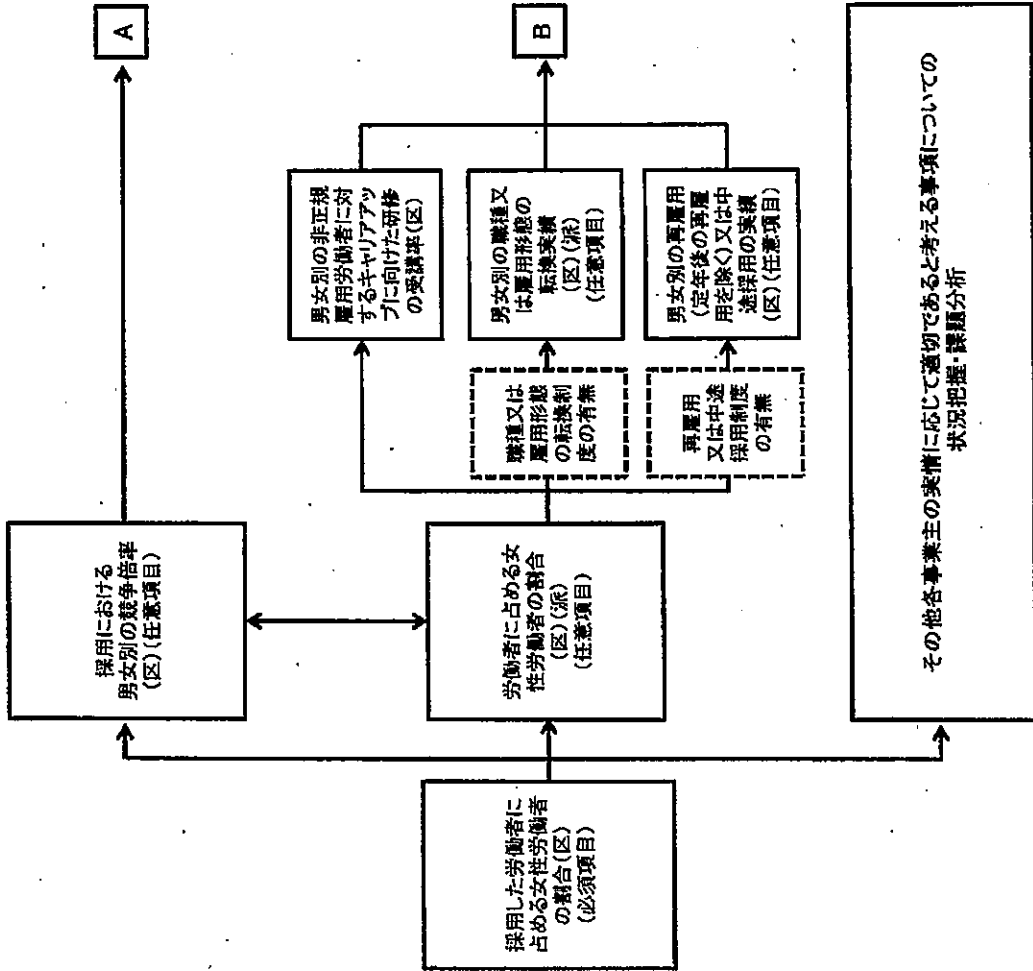 採用した労働者に
占める女性労働者
の割合(区)
(必須項目)
採用における
男女別の競争倍率
(区)(任意項目)
A
労働者に占める女
性労働者の割合
(区)(派)
(任意項目)
男女別の非正規
雇用労働者に対
するキャリアアッ
プに向けた研修
の受講率(区)
職種又は
雇用形態
の転換制
度の有無
男女別の職種又
は雇用形態の
転換実績
(区)(派)
(任意項目)
B
再雇用
又は中途
採用制度
の有無
男女別の再雇用
(定年後の再雇
用を除く)又は中
途採用の実績
(区)(任意項目)
その他各事業主の実情に応じて適切であると考える事項についての
状況把握・課題分析